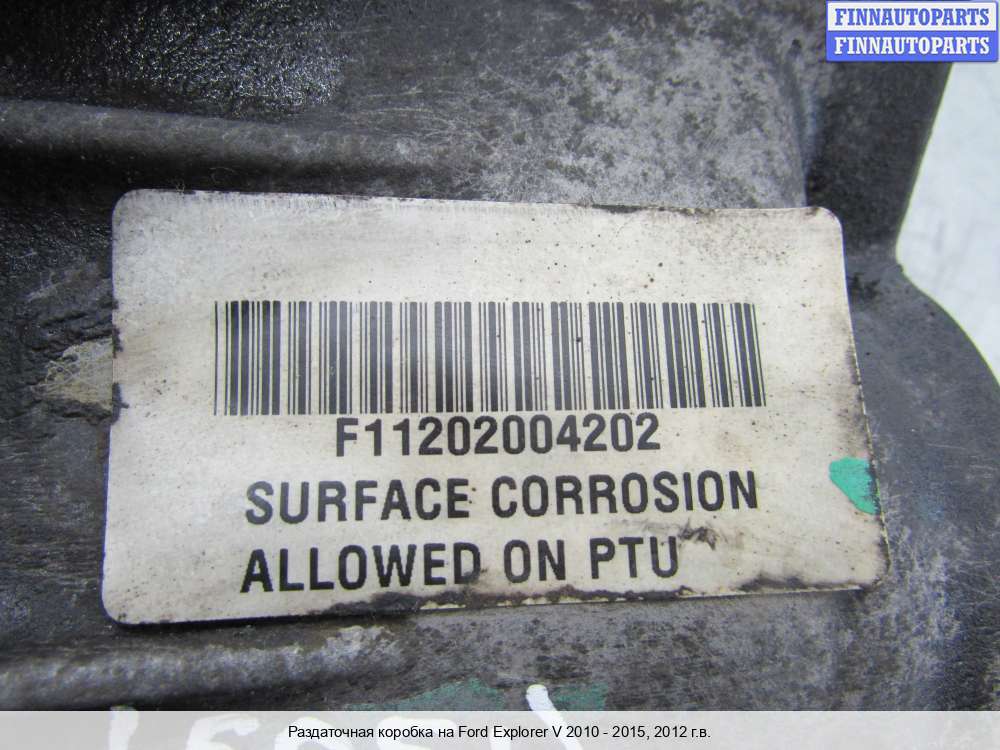 FINNAUTOPARTS
FINNAUTOPARTS
F11202004202
SURFACE CORROSION
ALLOWED ON PTU
Раздаточная коробка на Ford Explorer V 2010 - 2015, 2012 г.в.